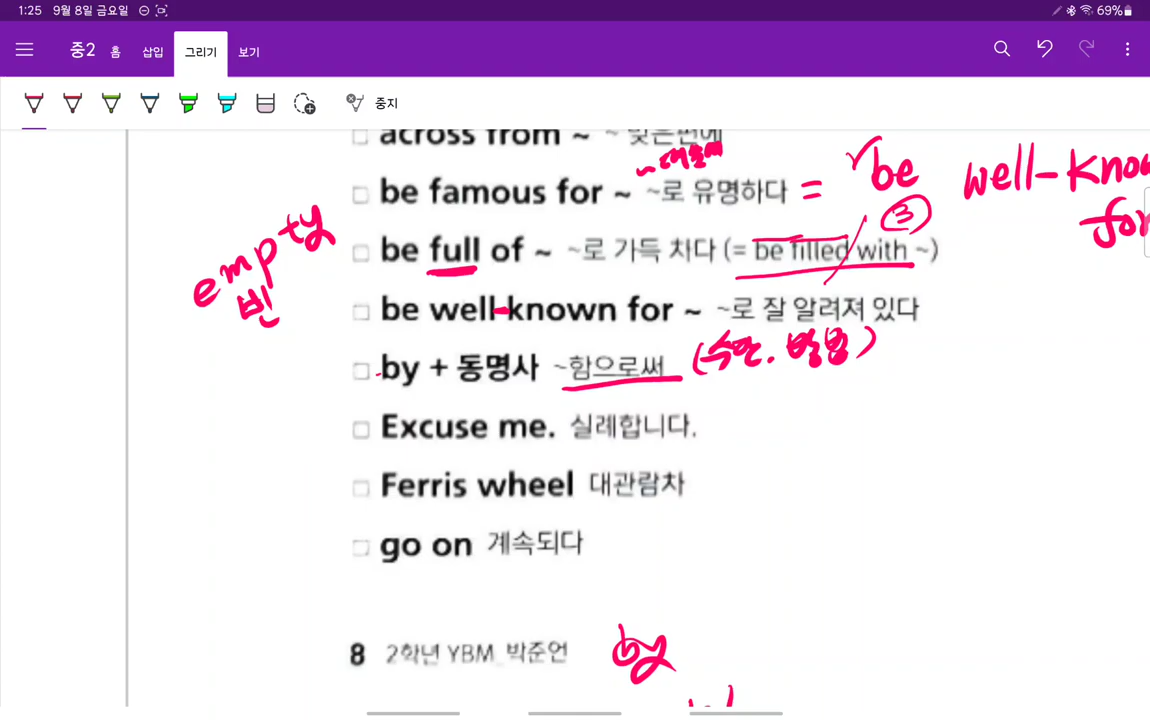 1:25 9월 8일 금요일 69%
중2 홈 삽입 그리기 보기
중지
across from ~ ~ 맞은편에
be famous for ~ ~로 유명하다 = be well-know
for
③
empty
빈
be full of ~ ~로 가득 차다 (= be filled with ~)
be well-known for ~ ~로 잘 알려져 있다
by + 동명사 ~함으로써 (수단. 방법)
Excuse me. 실례합니다.
Ferris wheel 대관람차
go on 계속되다
8 2학년 YBM_박준언 by